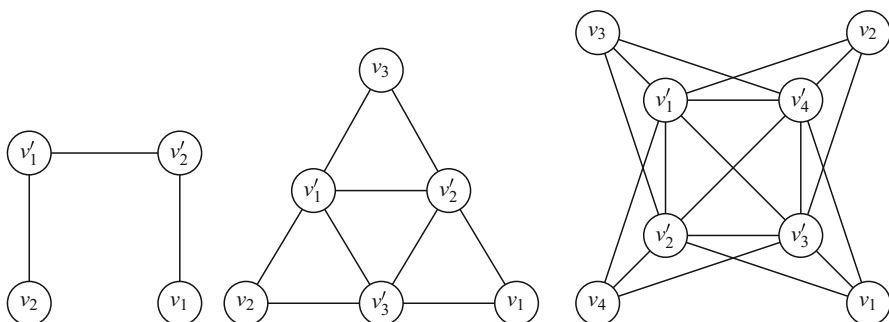 v₃ v₂
v₃
v′₁ v′₄
v′₁ v′₂
v′₁ v′₂
v′₂ v′₃
v₂ v₁ v₂ v′₃ v₁ v₄ v₁